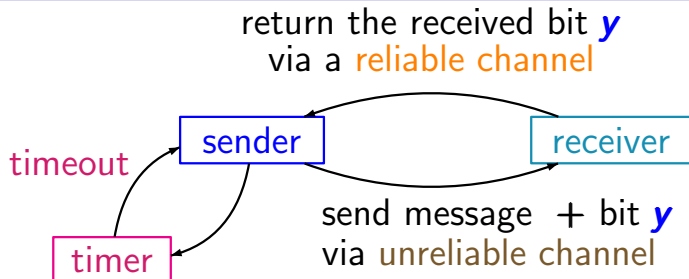 return the received bit y
via a reliable channel
sender
receiver
timeout
send message + bit y
via unreliable channel
timer